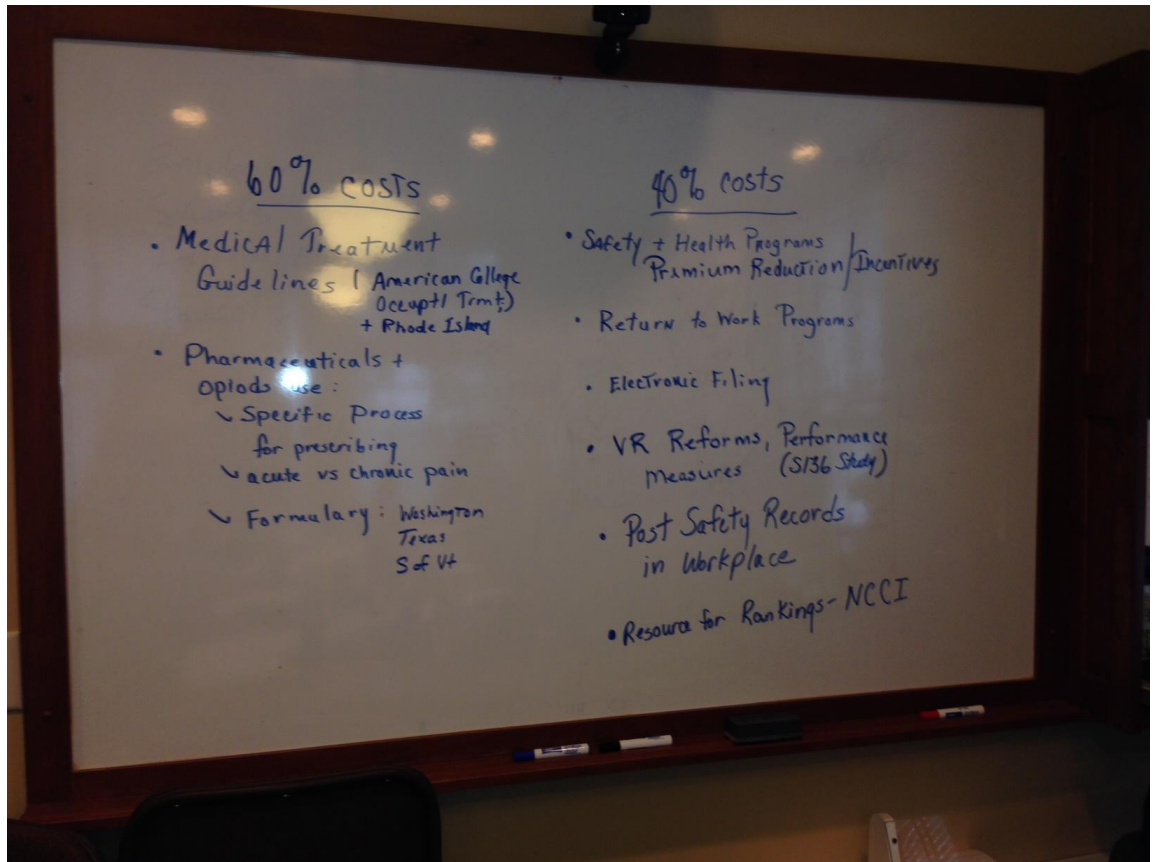 60% COSTS
• Medical Treatment
Guidelines ( American College
Occupt'l Trmt;)
+ Rhode Island
• Pharmaceuticals +
Opiods use :
✓ Specific Process
for prescribing
✓ acute vs chronic pain
✓ Formulary : Washington
Texas
S of Vt
40% costs
• Safety + Health Programs
Premium Reduction/Incentives
• Return to Work Programs
• Electronic Filing
• VR Reforms, Performance
measures (S136 Study)
• Post Safety Records
in Workplace
• Resource for Rankings - NCCI